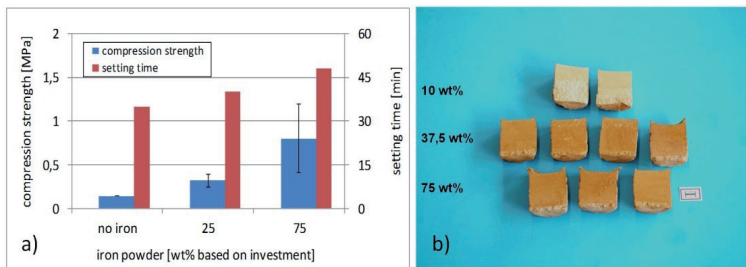 2
1,5
1
0,5
0
compression strength [MPa]
compression strength
setting time
60
45
30
15
0
setting time [min]
no iron
25
75
iron powder [wt% based on investment]
a)
10 wt%
37,5 wt%
75 wt%
b)